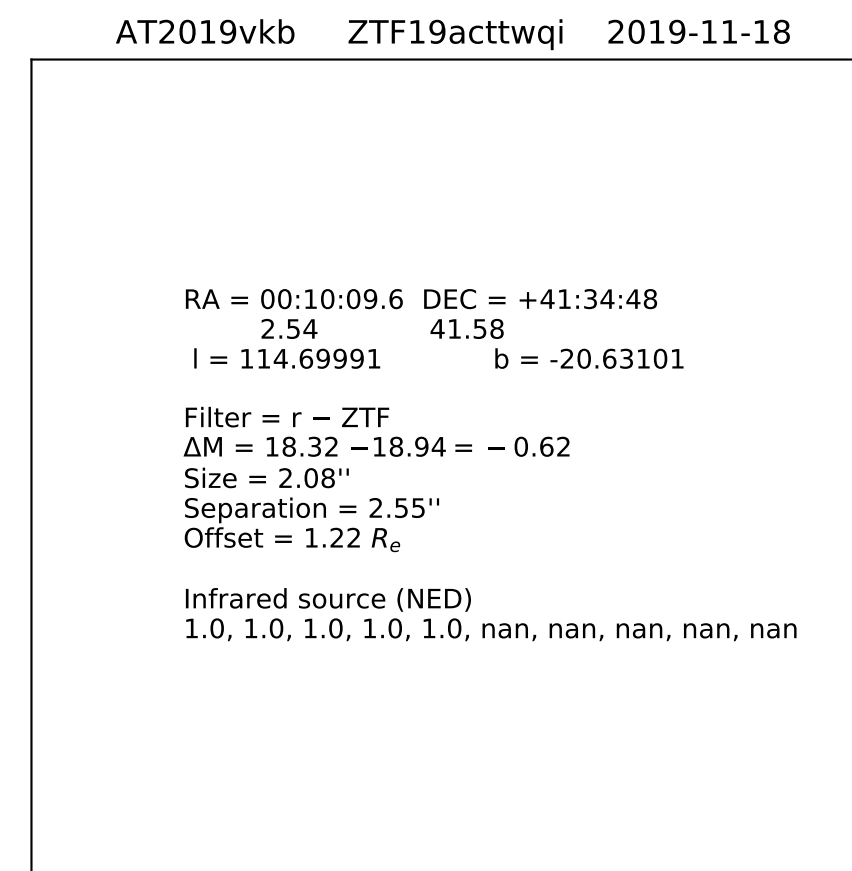 AT2019vkb ZTF19acttwqi 2019-11-18
RA = 00:10:09.6 DEC = +41:34:48
2.54 41.58
l = 114.69991 b = -20.63101
Filter = r − ZTF
ΔM = 18.32 −18.94 = − 0.62
Size = 2.08''
Separation = 2.55''
Offset = 1.22 Re
Infrared source (NED)
1.0, 1.0, 1.0, 1.0, 1.0, nan, nan, nan, nan, nan